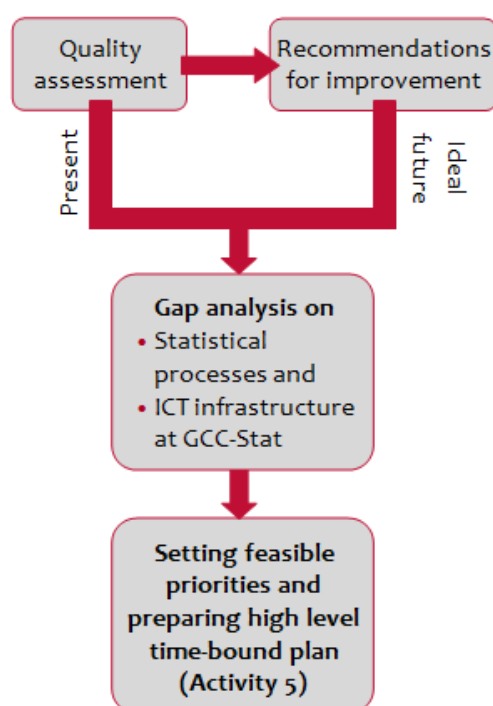 Quality
assessment
Recommendations
for improvement
Present
Ideal
future
Gap analysis on
• Statistical
processes and
• ICT infrastructure
at GCC-Stat
Setting feasible
priorities and
preparing high level
time-bound plan
(Activity 5)